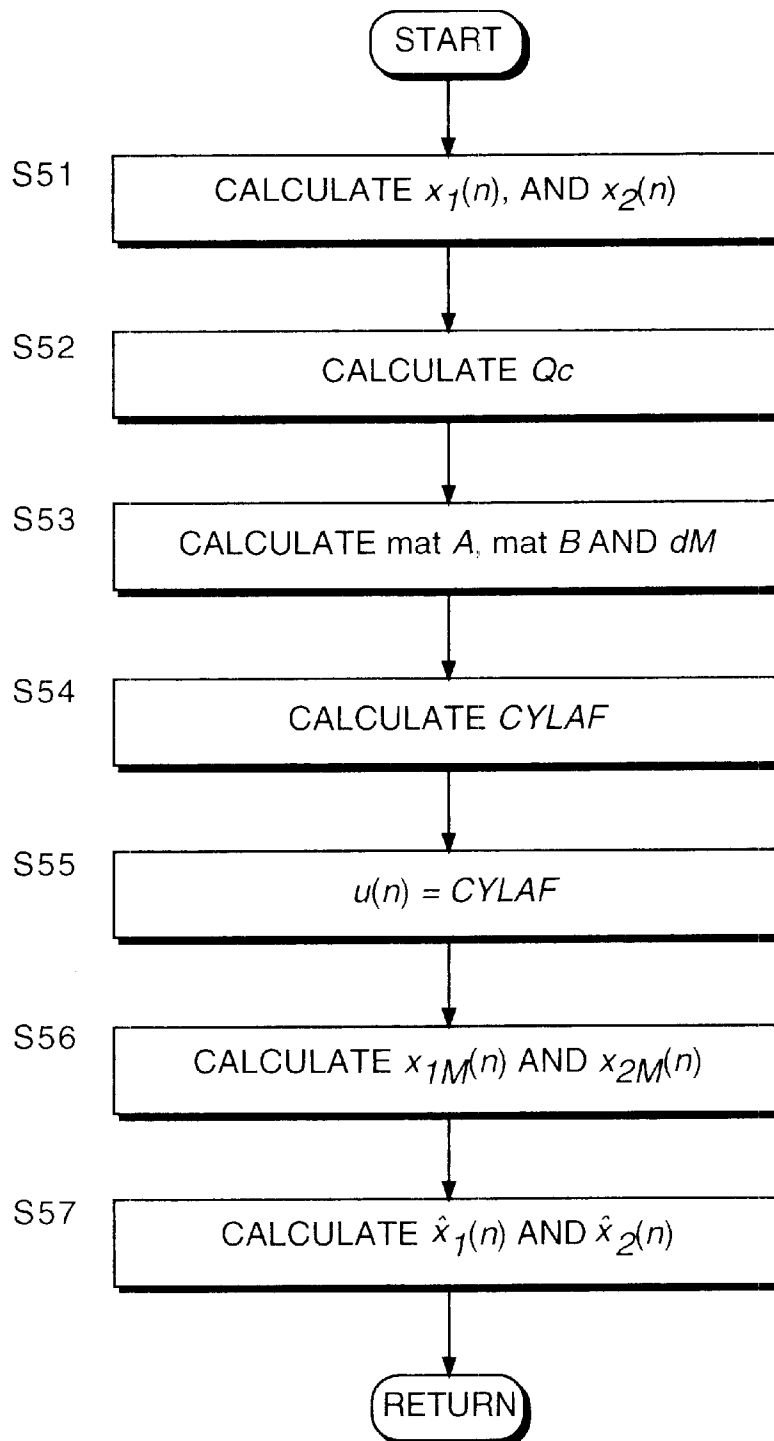 START
S51
CALCULATE x₁(n), AND x₂(n)
S52
CALCULATE Qc
S53
CALCULATE mat A, mat B AND dM
S54
CALCULATE CYLAF
S55
u(n) = CYLAF
S56
CALCULATE x₁M(n) AND x₂M(n)
S57
CALCULATE x̂₁(n) AND x̂₂(n)
RETURN